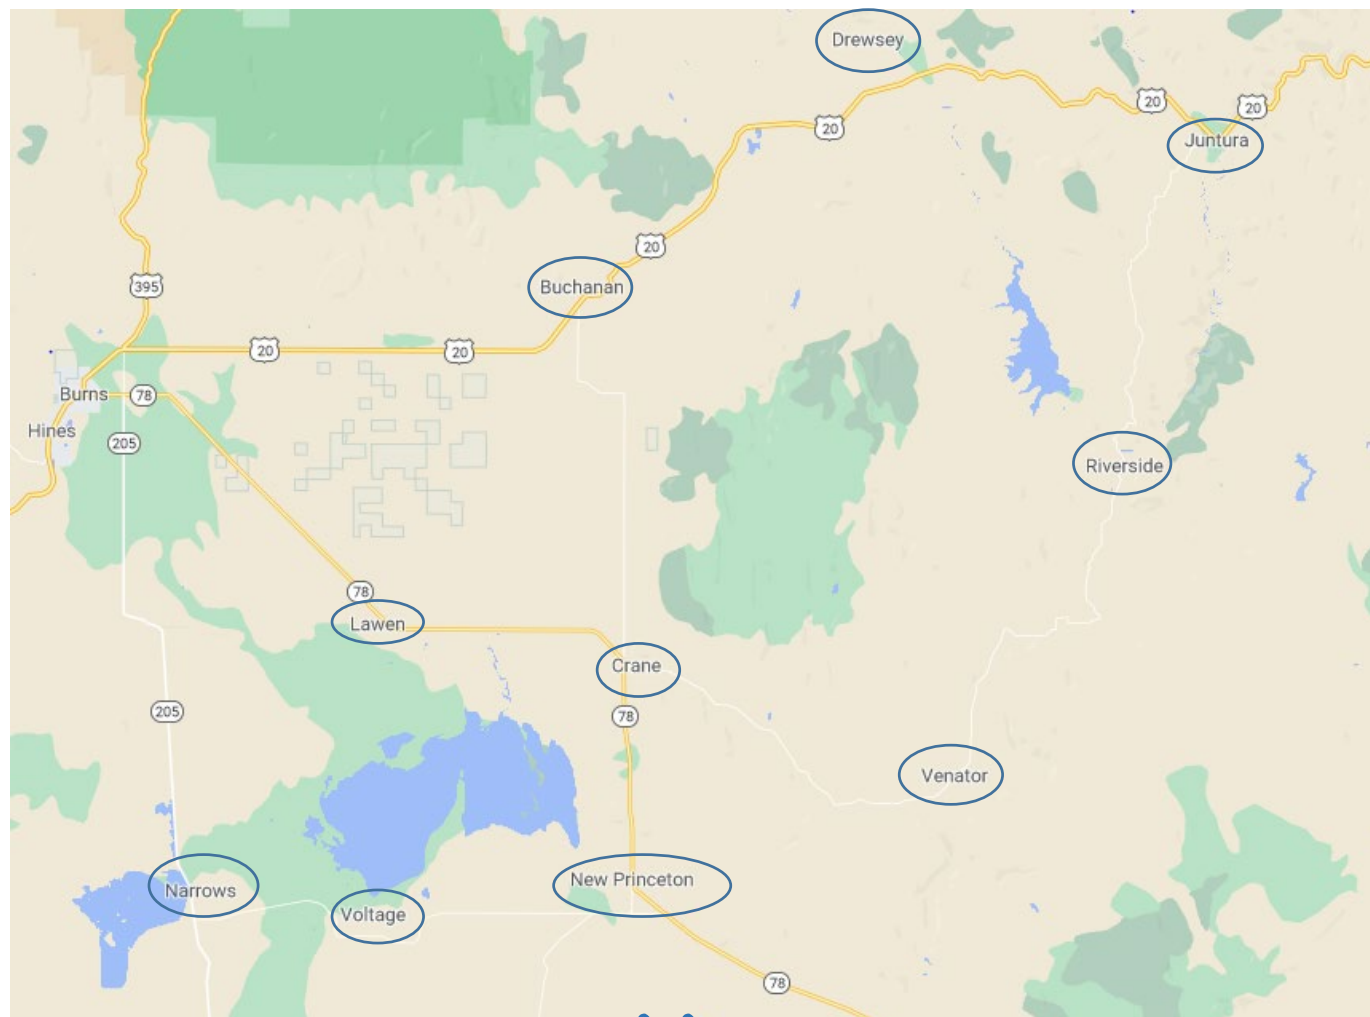 Drewsey
20
20
20
Juntura
20
Buchanan
395
20
20
Burns
78
Hines
205
Riverside
78
Lawen
Crane
205
78
Venator
Narrows
New Princeton
Voltage
78